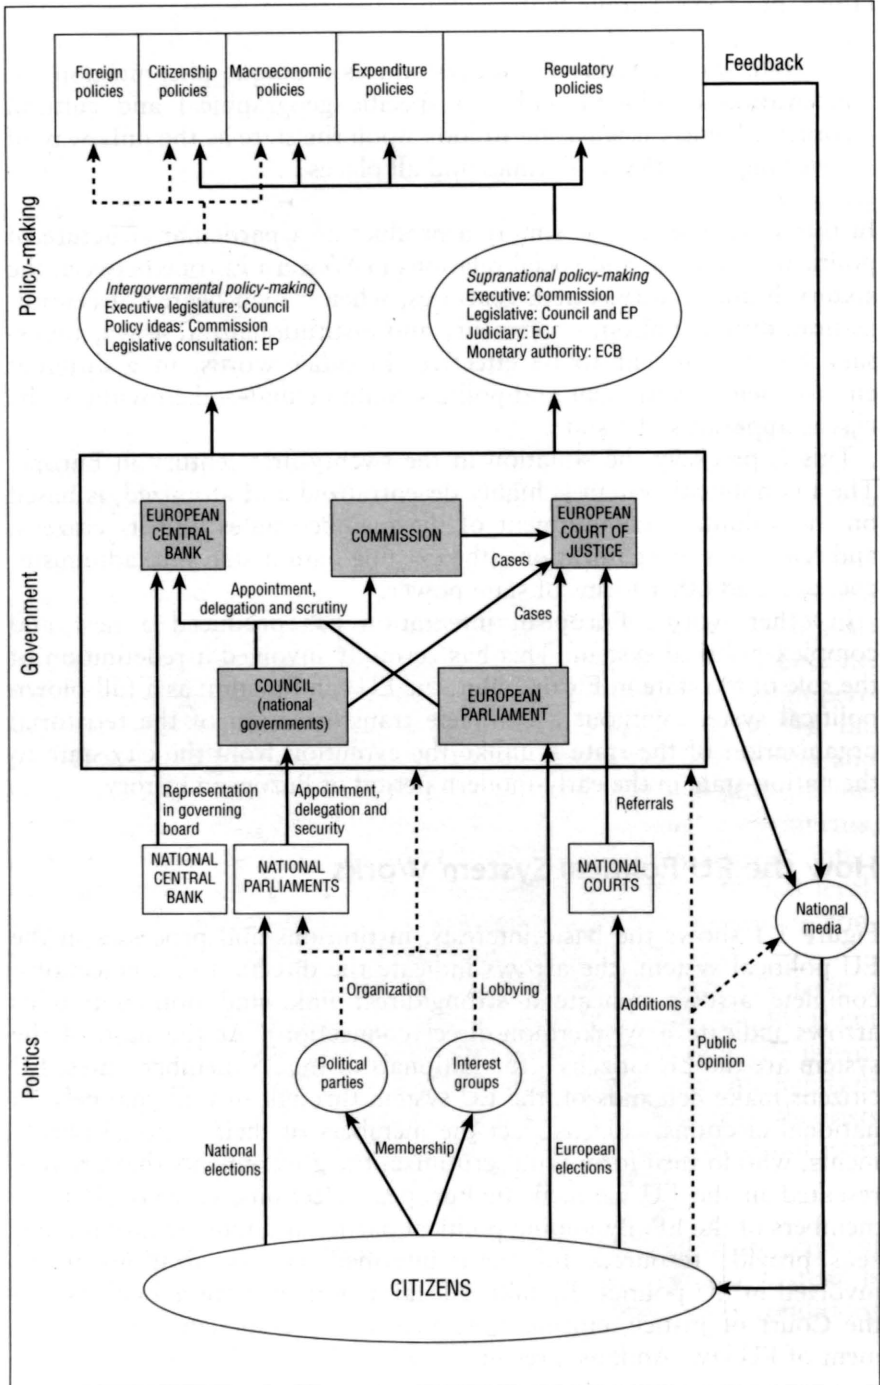 Foreign
policies
Citizenship
policies
Macroeconomic
policies
Expenditure
policies
Regulatory
policies
Feedback
Policy-making
Intergovernmental policy-making
Executive legislature: Council
Policy ideas: Commission
Legislative consultation: EP
Supranational policy-making
Executive: Commission
Legislative: Council and EP
Judiciary: ECJ
Monetary authority: ECB
Government
EUROPEAN
CENTRAL
BANK
COMMISSION
EUROPEAN
COURT OF
JUSTICE
Appointment,
delegation and scrutiny
Cases
Cases
COUNCIL
(national
governments)
EUROPEAN
PARLIAMENT
Representation
in governing
board
Appointment,
delegation and
security
Referrals
NATIONAL
CENTRAL
BANK
NATIONAL
PARLIAMENTS
NATIONAL
COURTS
National
media
Politics
Organization
Lobbying
Additions
Public
opinion
Political
parties
Interest
groups
National
elections
Membership
European
elections
CITIZENS